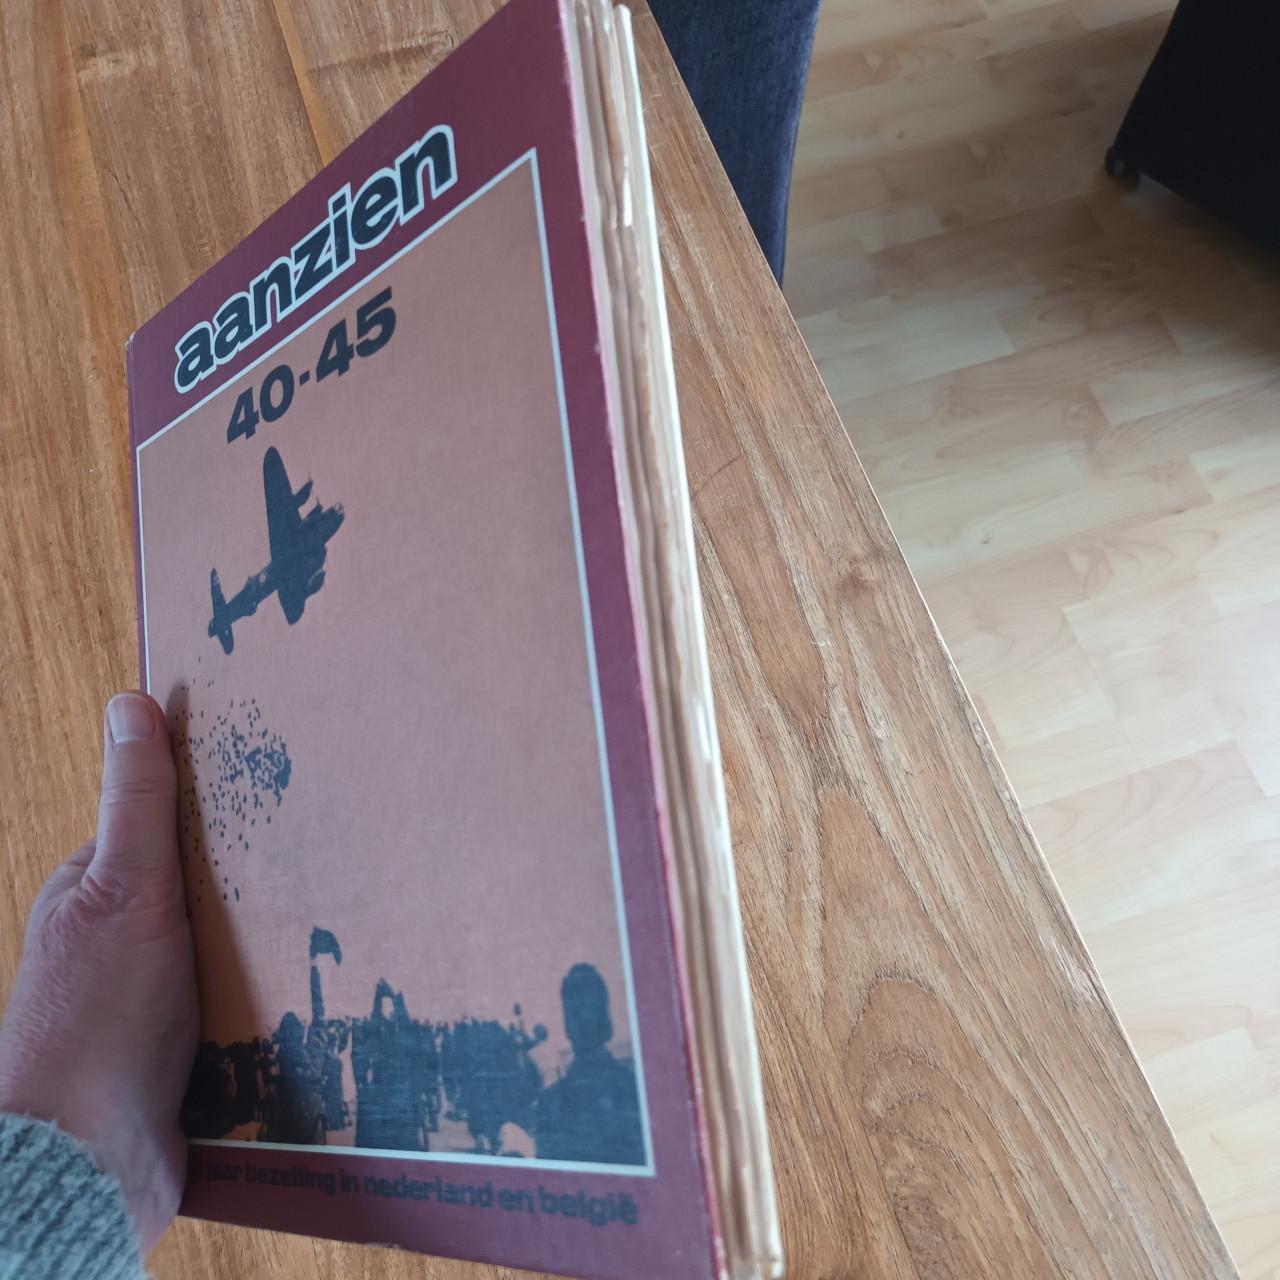 aanzien
40-45
jaar bezetting in nederland en belgië